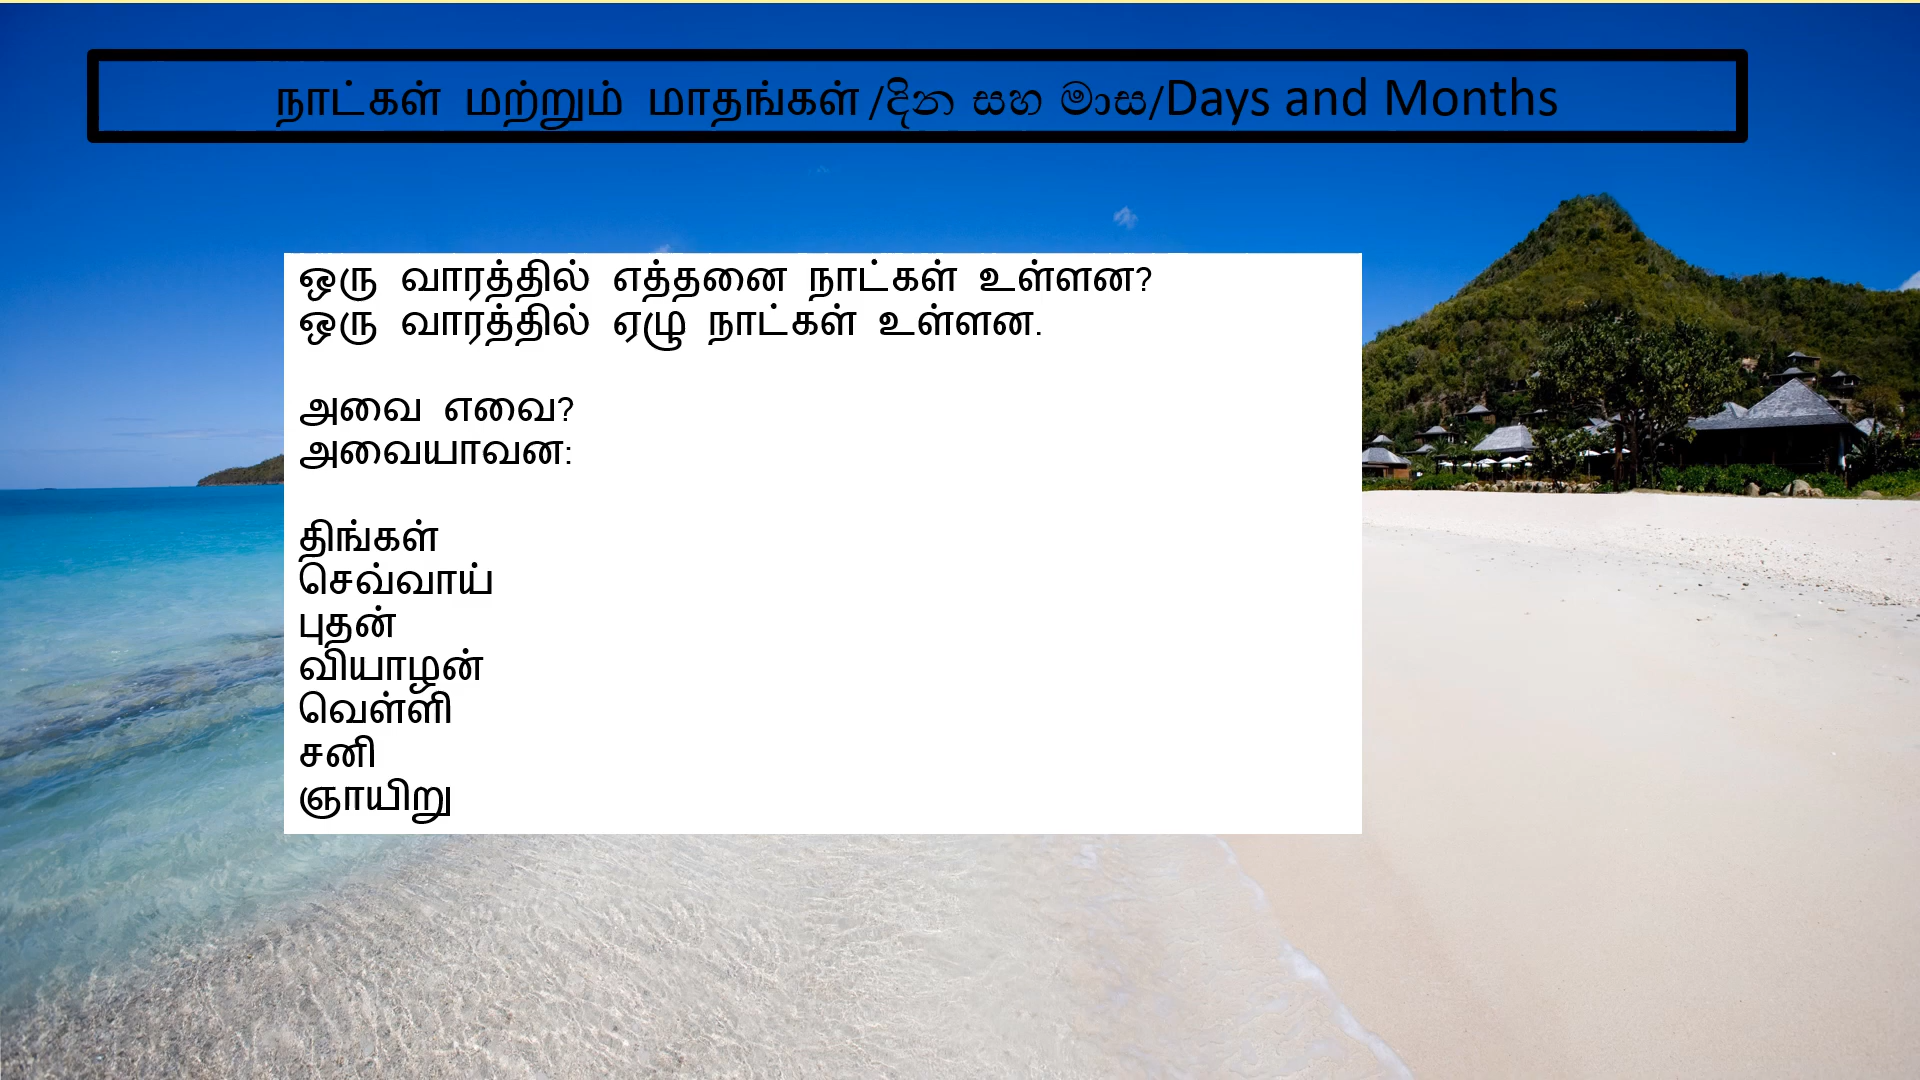 நாட்கள் மற்றும் மாதங்கள் /දින සහ මාස/Days and Months
ஒரு வாரத்தில் எத்தனை நாட்கள் உள்ளன?
ஒரு வாரத்தில் ஏழு நாட்கள் உள்ளன.
அவை எவை?
அவையாவன:
திங்கள்
செவ்வாய்
புதன்
வியாழன்
வெள்ளி
சனி
ஞாயிறு